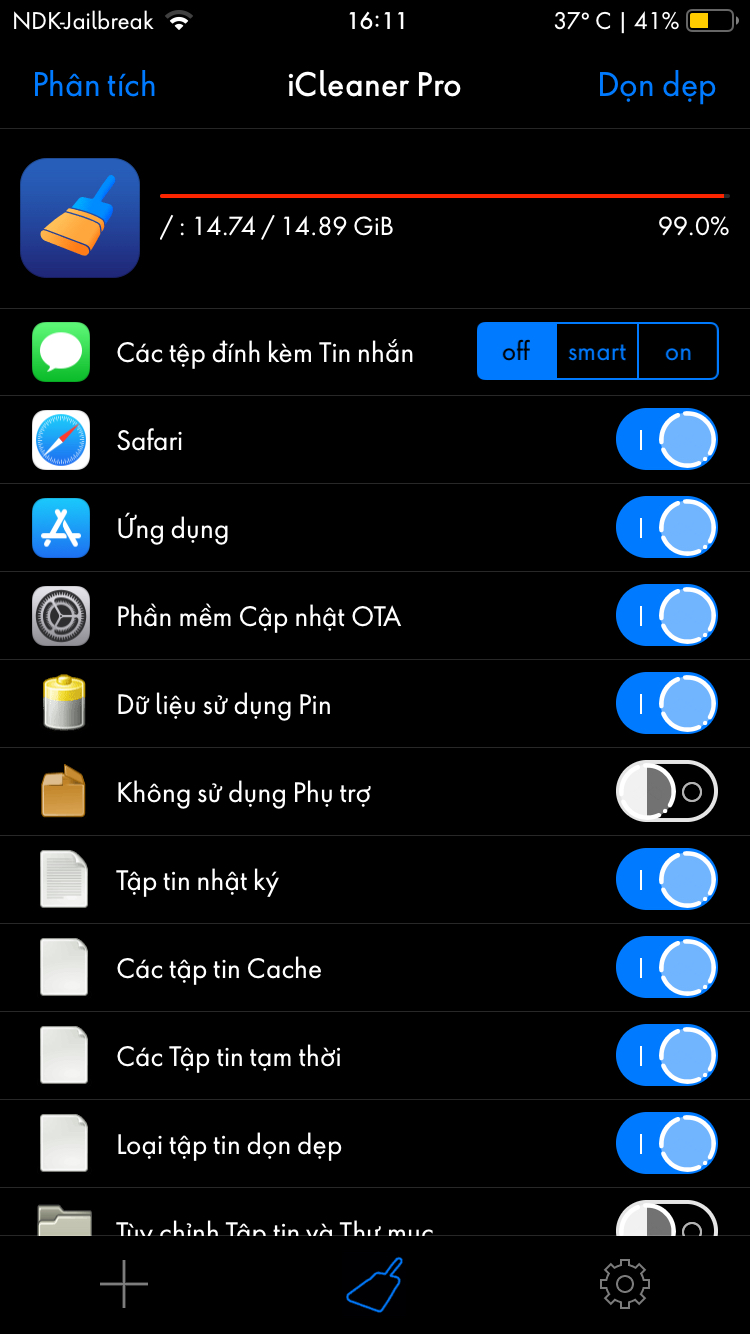 NDK-Jailbreak 16:11 37° C | 41%
Phân tích iCleaner Pro Dọn dẹp
/ : 14.74 / 14.89 GiB 99.0%
Các tệp đính kèm Tin nhắn off smart on
Safari
Ứng dụng
Phần mềm Cập nhật OTA
Dữ liệu sử dụng Pin
Không sử dụng Phụ trợ
Tập tin nhật ký
Các tập tin Cache
Các Tập tin tạm thời
Loại tập tin dọn dẹp
Tùy chỉnh Tập tin và Thư mục